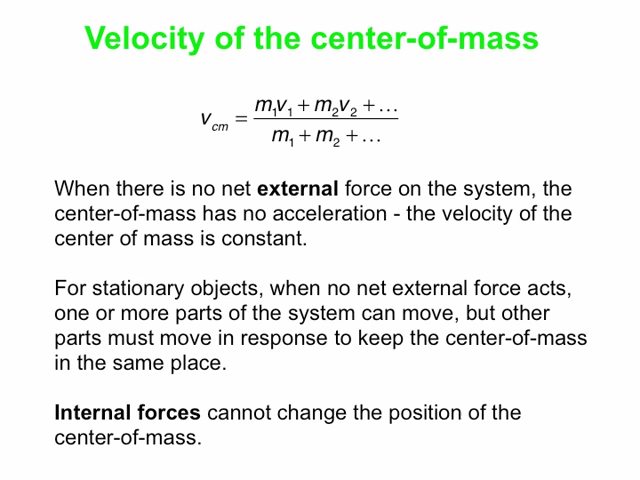 Velocity of the center-of-mass
v_cm = (m₁v₁ + m₂v₂ + …) / (m₁ + m₂ + …)
When there is no net external force on the system, the
center-of-mass has no acceleration - the velocity of the
center of mass is constant.
For stationary objects, when no net external force acts,
one or more parts of the system can move, but other
parts must move in response to keep the center-of-mass
in the same place.
Internal forces cannot change the position of the
center-of-mass.